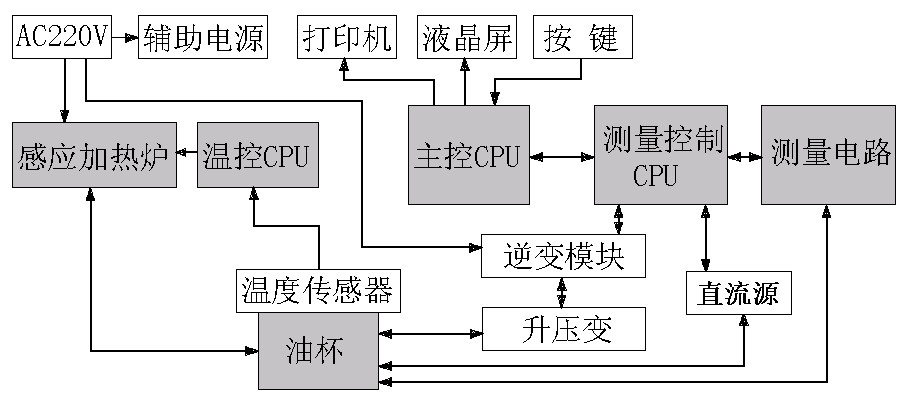 AC220V
辅助电源
打印机
液晶屏
按 键
感应加热炉
温控CPU
主控CPU
测量控制
CPU
测量电路
逆变模块
温度传感器
直流源
升压变
油杯